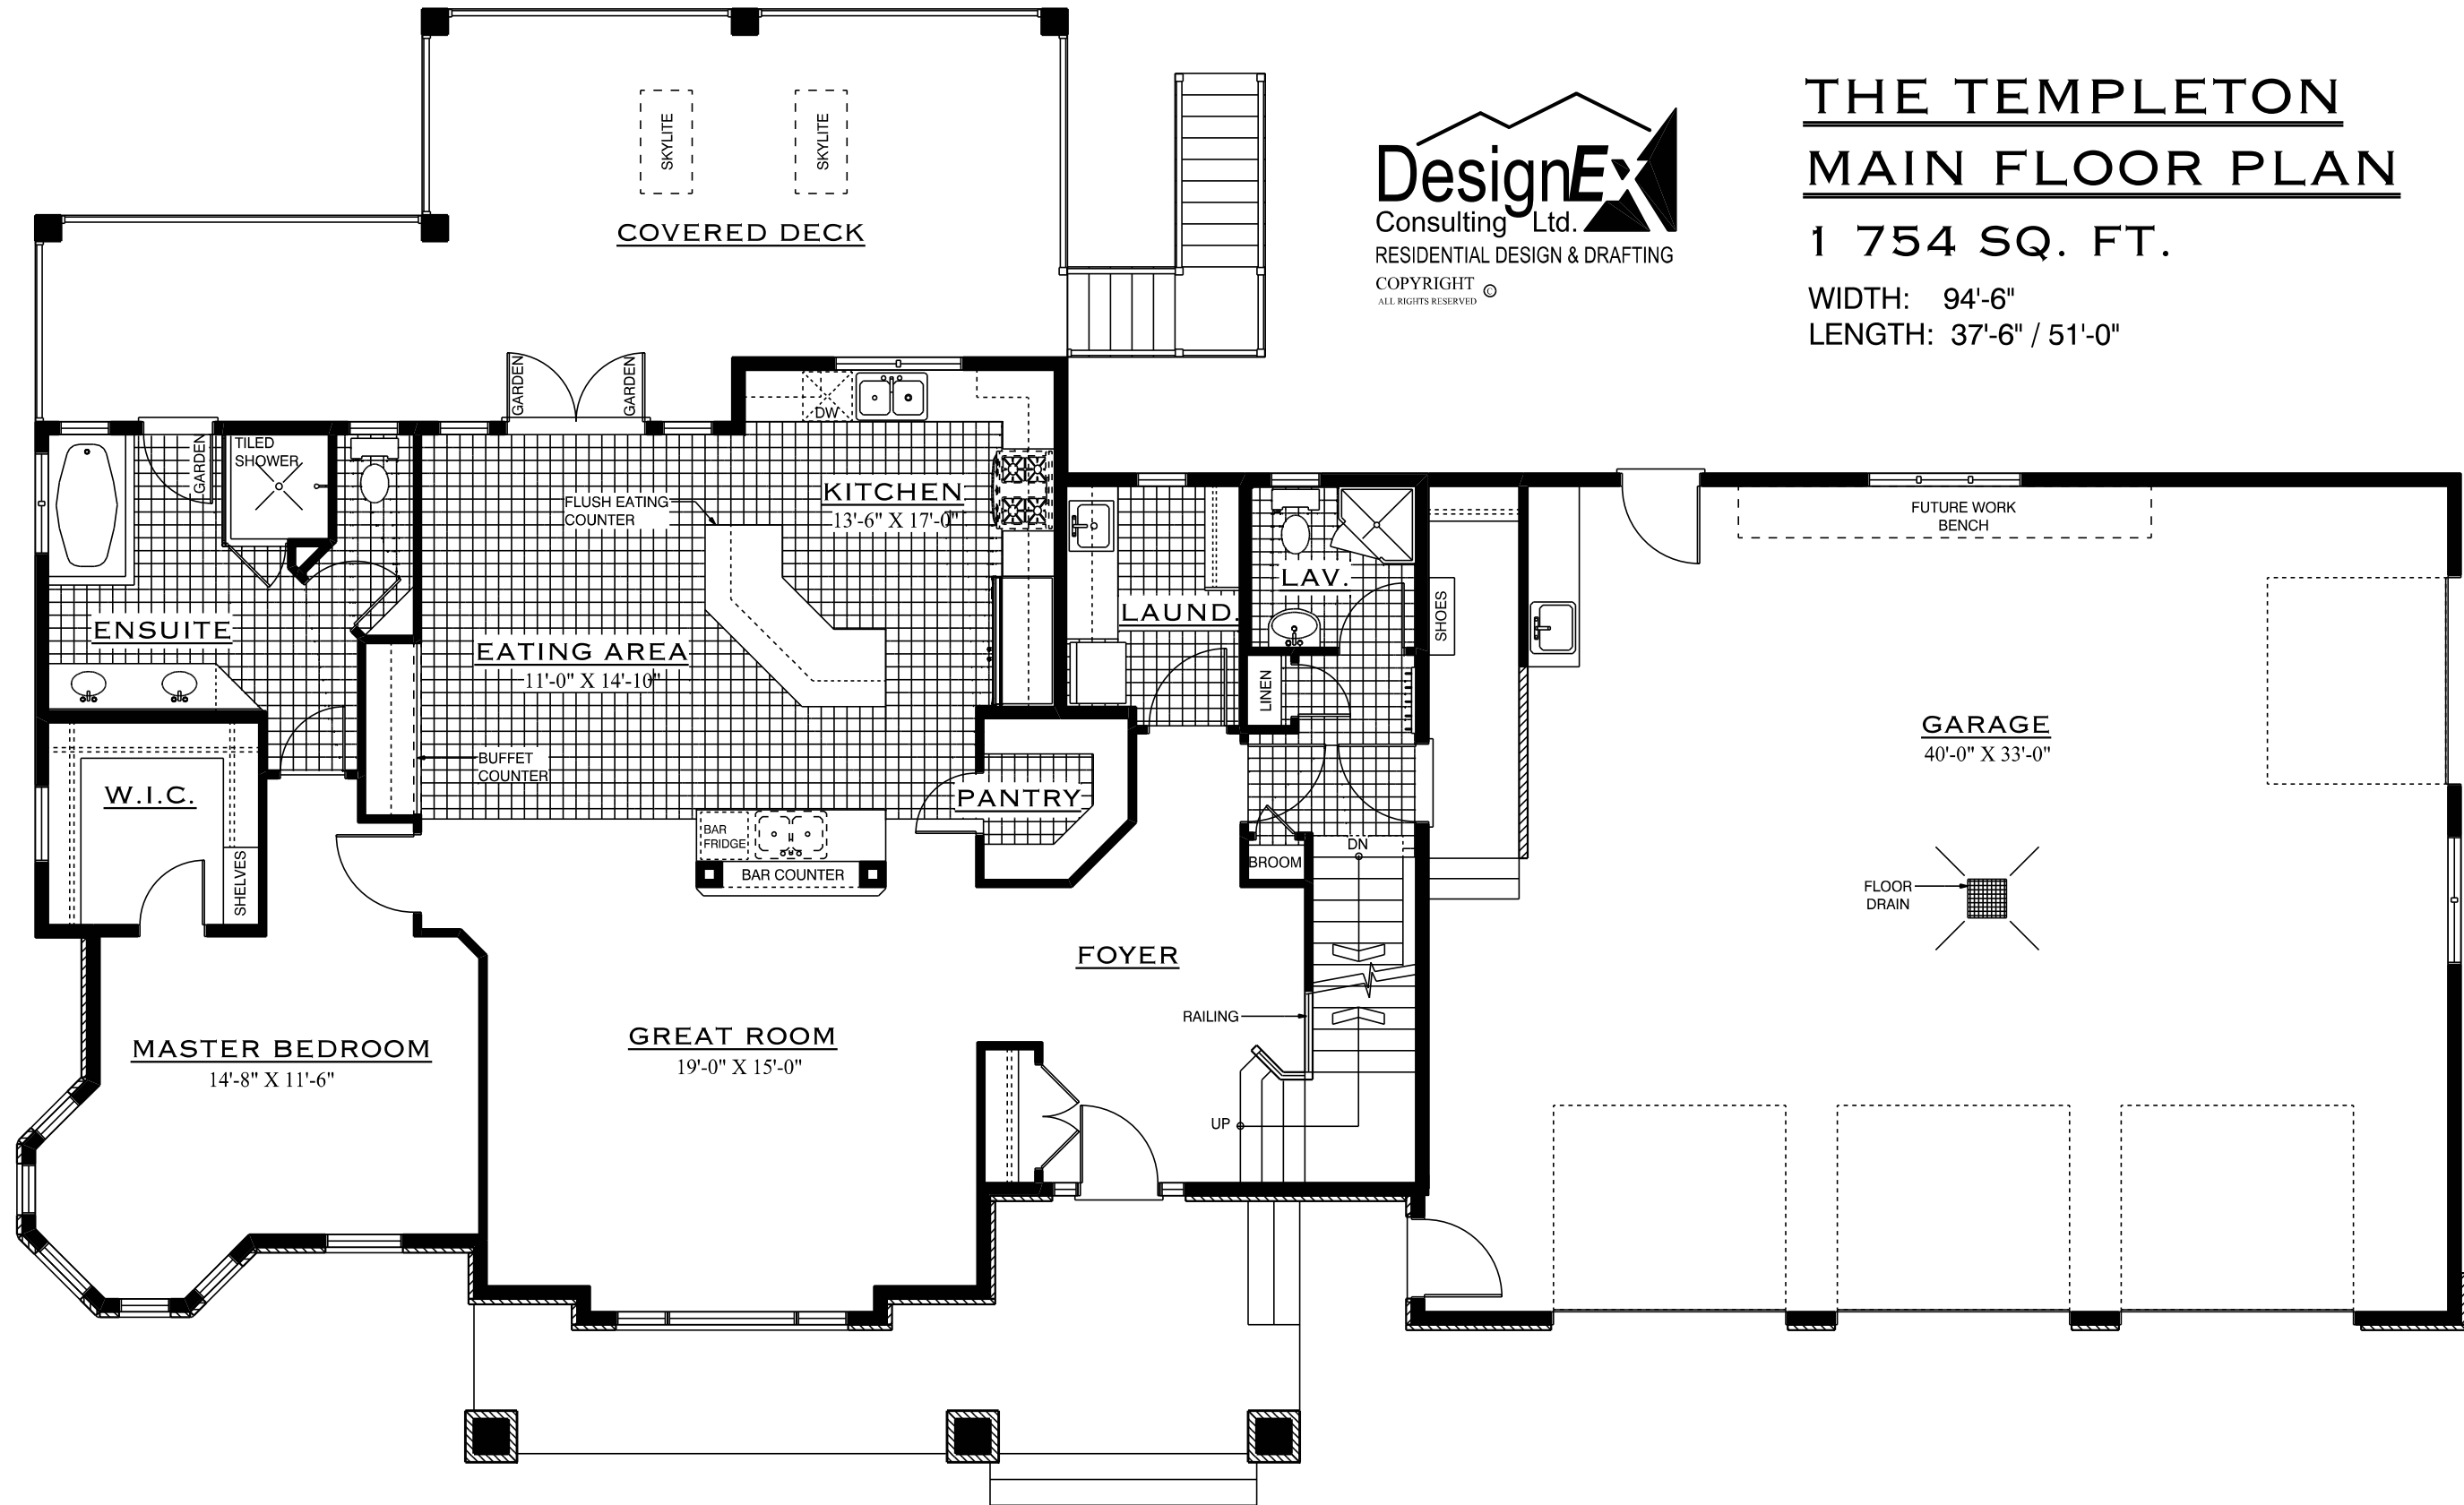 THE TEMPLETON
MAIN FLOOR PLAN
1 754 SQ. FT.
WIDTH: 94'-6"
LENGTH: 37'-6" / 51'-0"
DesignEX
Consulting Ltd.
RESIDENTIAL DESIGN & DRAFTING
COPYRIGHT ©
ALL RIGHTS RESERVED
SKYLITE
SKYLITE
COVERED DECK
GARDEN
GARDEN
DW
GARDEN
TILED
SHOWER
FLUSH EATING
COUNTER
KITCHEN
13'-6" X 17'-0"
FUTURE WORK
BENCH
LAV.
LAUND.
SHOES
ENSUITE
EATING AREA
11'-0" X 14'-10"
LINEN
GARAGE
40'-0" X 33'-0"
BUFFET
COUNTER
W.I.C.
PANTRY
BAR
FRIDGE
BAR COUNTER
SHELVES
BROOM
DN
FLOOR
DRAIN
FOYER
RAILING
MASTER BEDROOM
14'-8" X 11'-6"
GREAT ROOM
19'-0" X 15'-0"
UP